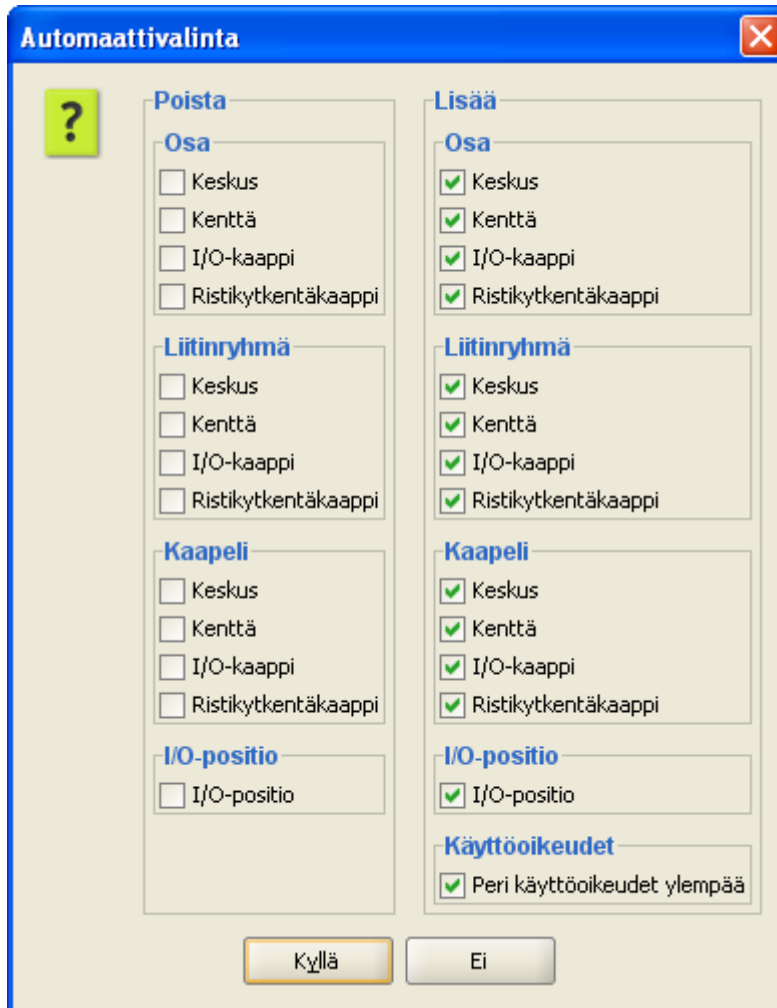 Automaattivalinta
?
Poista
Osa
Keskus
Kenttä
I/O-kaappi
Ristikytkentäkaappi
Liitinryhmä
Keskus
Kenttä
I/O-kaappi
Ristikytkentäkaappi
Kaapeli
Keskus
Kenttä
I/O-kaappi
Ristikytkentäkaappi
I/O-positio
I/O-positio
Lisää
Osa
Keskus
Kenttä
I/O-kaappi
Ristikytkentäkaappi
Liitinryhmä
Keskus
Kenttä
I/O-kaappi
Ristikytkentäkaappi
Kaapeli
Keskus
Kenttä
I/O-kaappi
Ristikytkentäkaappi
I/O-positio
I/O-positio
Käyttöoikeudet
Peri käyttöoikeudet ylempää
Kyllä
Ei